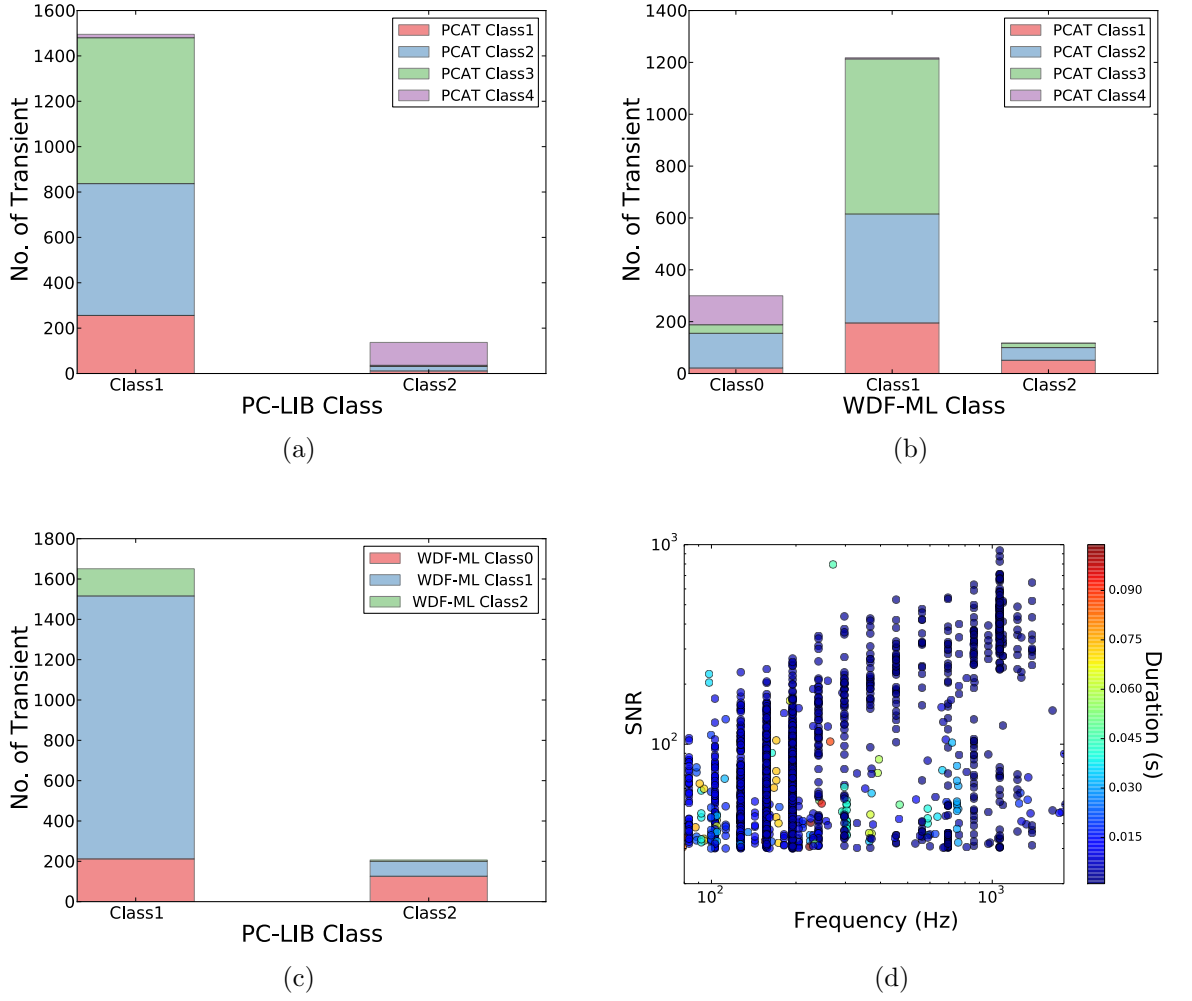 1600
1400
1200
1000
800
600
400
200
0
No. of Transient
PCAT Class1
PCAT Class2
PCAT Class3
PCAT Class4
Class1
Class2
PC-LIB Class
(a)
1400
1200
1000
800
600
400
200
0
No. of Transient
PCAT Class1
PCAT Class2
PCAT Class3
PCAT Class4
Class0
Class1
Class2
WDF-ML Class
(b)
1800
1600
1400
1200
1000
800
600
400
200
0
No. of Transient
WDF-ML Class0
WDF-ML Class1
WDF-ML Class2
Class1
Class2
PC-LIB Class
(c)
10³
10²
SNR
10²
10³
Frequency (Hz)
0.090
0.075
0.060
0.045
0.030
0.015
Duration (s)
(d)